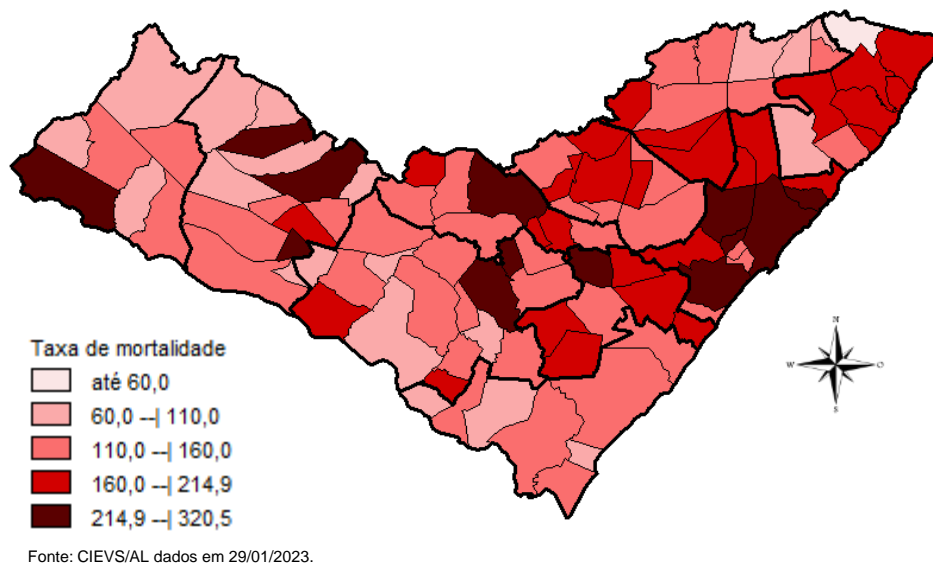 N
W
O
S
Taxa de mortalidade
até 60,0
60,0 --| 110,0
110,0 --| 160,0
160,0 --| 214,9
214,9 --| 320,5
Fonte: CIEVS/AL dados em 29/01/2023.